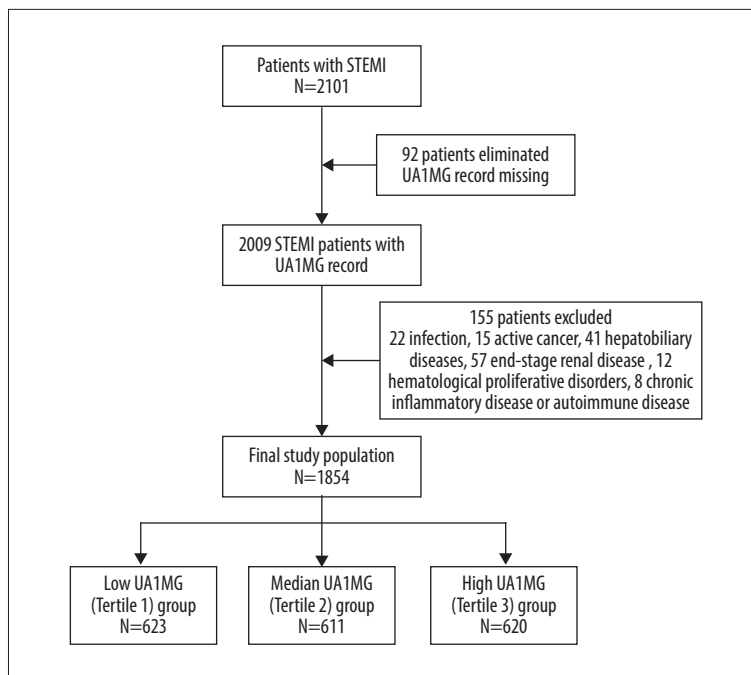 Patients with STEMI
N=2101
92 patients eliminated
UA1MG record missing
2009 STEMI patients with
UA1MG record
155 patients excluded
22 infection, 15 active cancer, 41 hepatobiliary
diseases, 57 end-stage renal disease , 12
hematological proliferative disorders, 8 chronic
inflammatory disease or autoimmune disease
Final study population
N=1854
Low UA1MG
(Tertile 1) group
N=623
Median UA1MG
(Tertile 2) group
N=611
High UA1MG
(Tertile 3) group
N=620